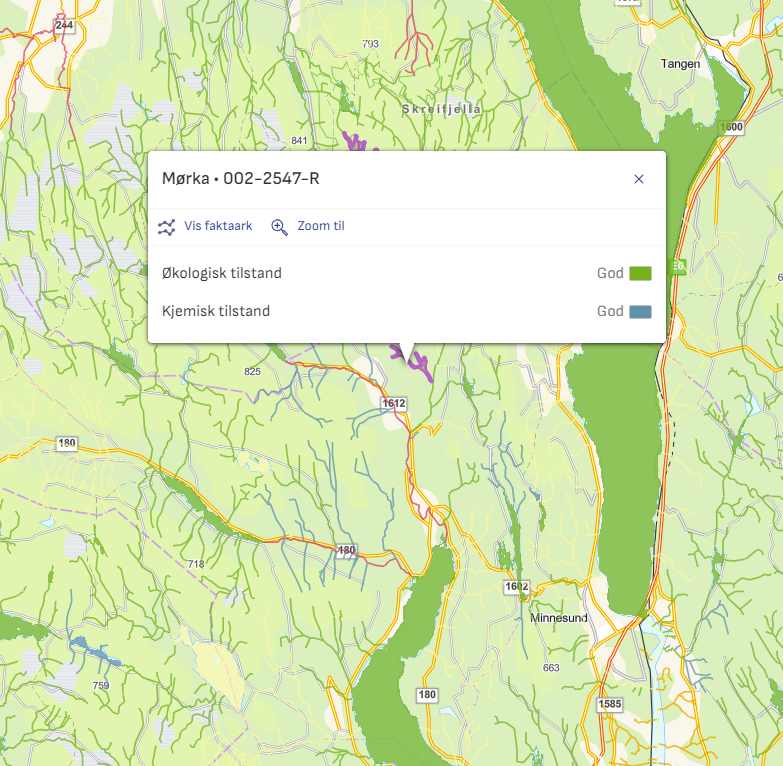 244
793
Tangen
Skreifjella
1600
841
Mørka • 002-2547-R
Vis faktaark
Zoom til
E6
Økologisk tilstand God
Kjemisk tilstand God
825
1612
180
180
718
1602
Minnesund
663
759
180
1585